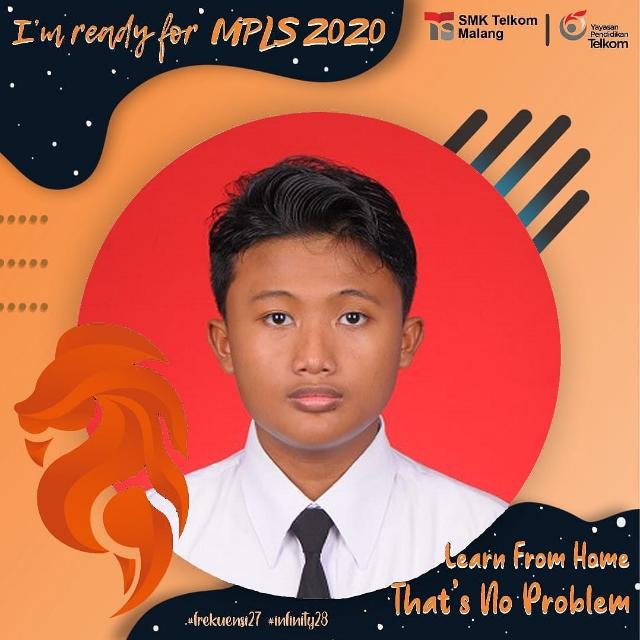 I'm ready for MPLS 2020
SMK Telkom
Malang
Yayasan
Pendidikan
Telkom
Learn From Home
That's No Problem
#frekuensi27 #infinity28